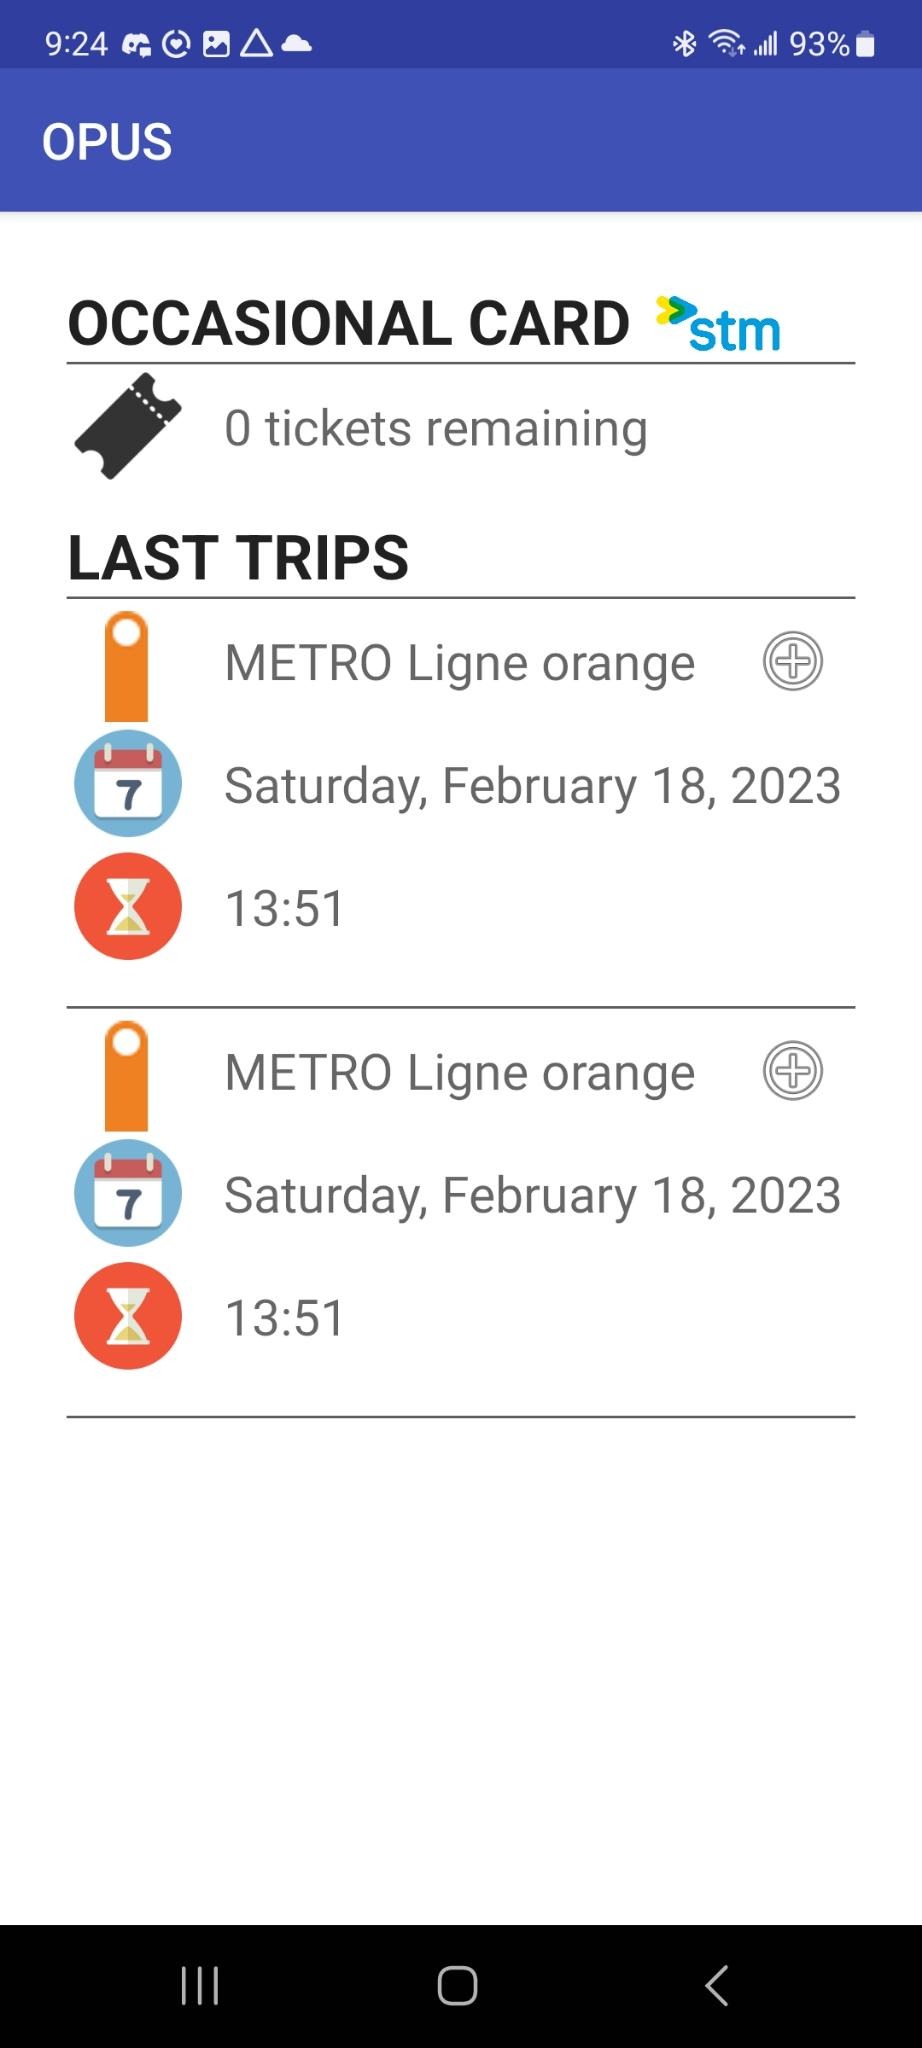 9:24 93%
OPUS
OCCASIONAL CARD stm
0 tickets remaining
LAST TRIPS
METRO Ligne orange
7 Saturday, February 18, 2023
13:51
METRO Ligne orange
7 Saturday, February 18, 2023
13:51